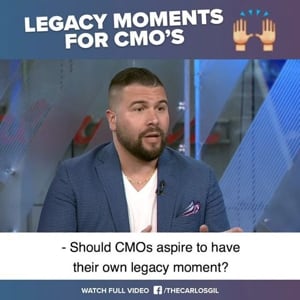 LEGACY MOMENTS
FOR CMO'S
- Should CMOs aspire to have
their own legacy moment?
WATCH FULL VIDEO f/THECARLOSGIL